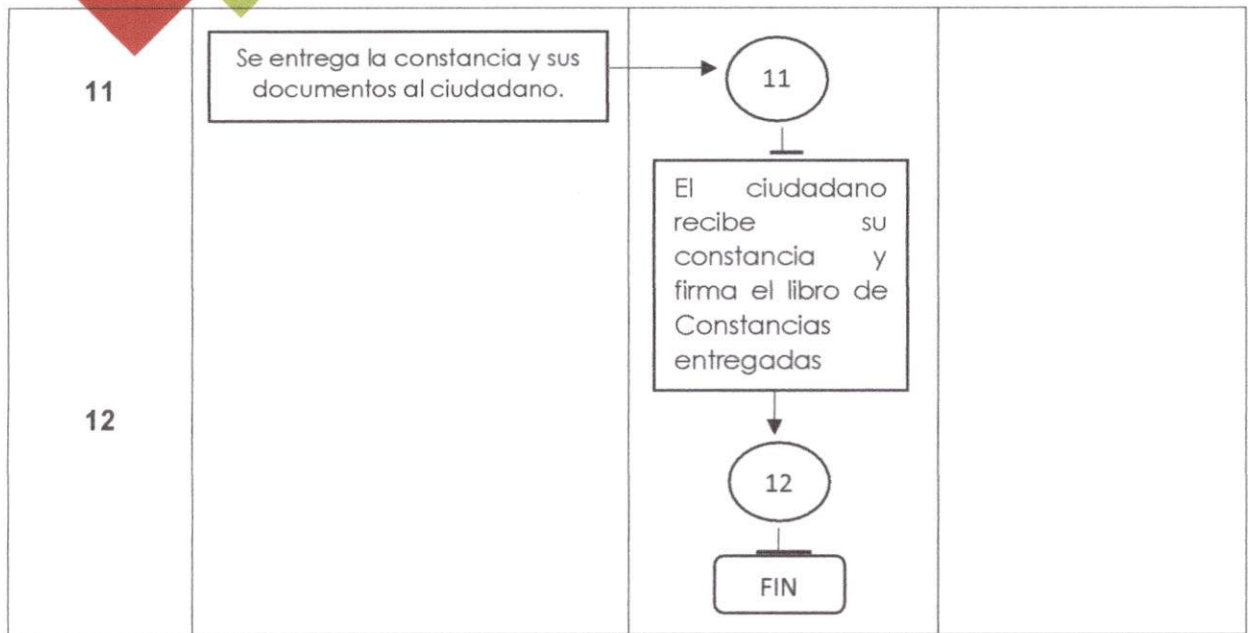 11
Se entrega la constancia y sus
documentos al ciudadano.
11
El ciudadano
recibe su
constancia y
firma el libro de
Constancias
entregadas
12
12
FIN